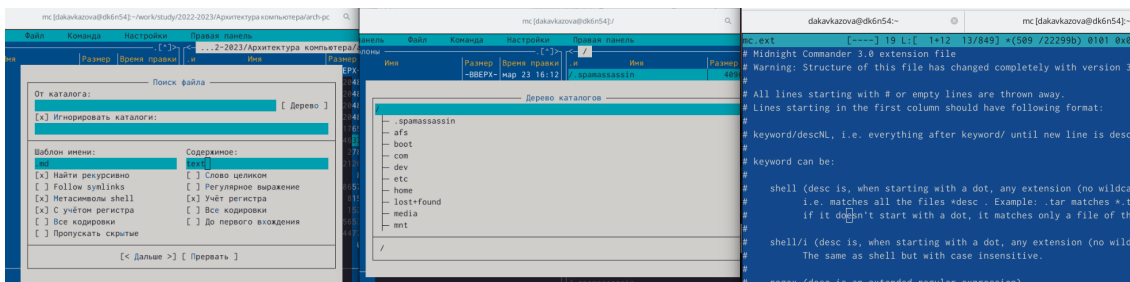 mc [dakavkazova@dk6n54]:~/work/study/2022-2023/Архитектура компьютера/arch-pc
Файл Команда Настройки Правая панель
.[^]>
<— ...2-2023/Архитектура компьютера/
Размер Время правки .и Имя Размер
Поиск файла
От каталога:
[ Дерево ]
[x] Игнорировать каталоги:
Шаблон имени: Содержимое:
.md text
[x] Найти рекурсивно [ ] Слово целиком
[ ] Follow symlinks [ ] Регулярное выражение
[x] Метасимволы shell [x] Учёт регистра
[x] С учётом регистра [ ] Все кодировки
[ ] Все кодировки [ ] До первого вхождения
[ ] Пропускать скрытые
[< Дальше >] [ Прервать ]
mc [dakavkazova@dk6n54]:/
Файл Команда Настройки Правая панель
.[^]> <— /
Имя Размер Время правки .и Имя Размер
-ВВЕРХ- мар 23 16:12 /.spamassassin
Дерево каталогов
/
.spamassassin
afs
boot
com
dev
etc
home
lost+found
media
mnt
/
dakavkazova@dk6n54:~ mc [dakavkazova@dk6n54]:~
mc.ext [----] 19 L:[ 1+12 13/849] *(509 /22299b) 0101 0x0
# Midnight Commander 3.0 extension file
# Warning: Structure of this file has changed completely with version 3
#
# All lines starting with # or empty lines are thrown away.
# Lines starting in the first column should have following format:
#
# keyword/descNL, i.e. everything after keyword/ until new line is desc
#
# keyword can be:
#
# shell (desc is, when starting with a dot, any extension (no wildca
# i.e. matches all the files *desc . Example: .tar matches *.t
# if it doesn't start with a dot, it matches only a file of th
#
# shell/i (desc is, when starting with a dot, any extension (no wild
# The same as shell but with case insensitive.
#